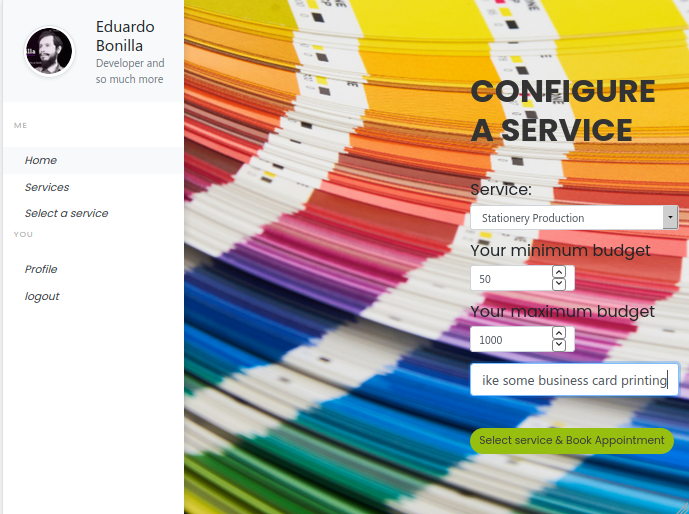 Eduardo
Bonilla
Developer and
so much more
ME
Home
Services
Select a service
YOU
Profile
logout
CONFIGURE
A SERVICE
Service:
Stationery Production
Your minimum budget
50
Your maximum budget
1000
ike some business card printing
Select service & Book Appointment